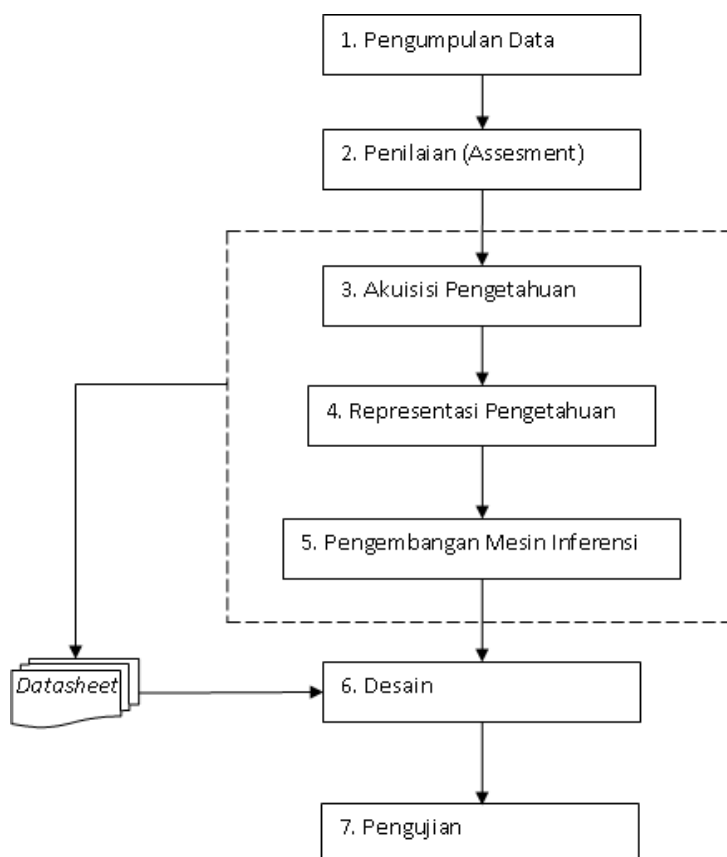 1. Pengumpulan Data
2. Penilaian (Assesment)
3. Akuisisi Pengetahuan
4. Representasi Pengetahuan
5. Pengembangan Mesin Inferensi
Datasheet
6. Desain
7. Pengujian